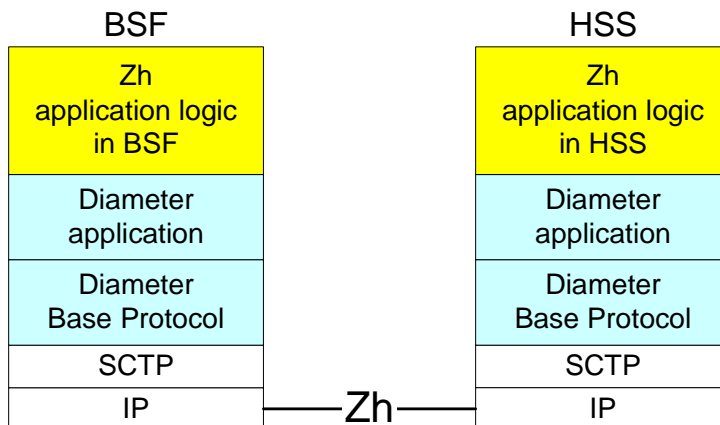 BSF
Zh
application logic
in BSF
Diameter
application
Diameter
Base Protocol
SCTP
IP
Zh
HSS
Zh
application logic
in HSS
Diameter
application
Diameter
Base Protocol
SCTP
IP